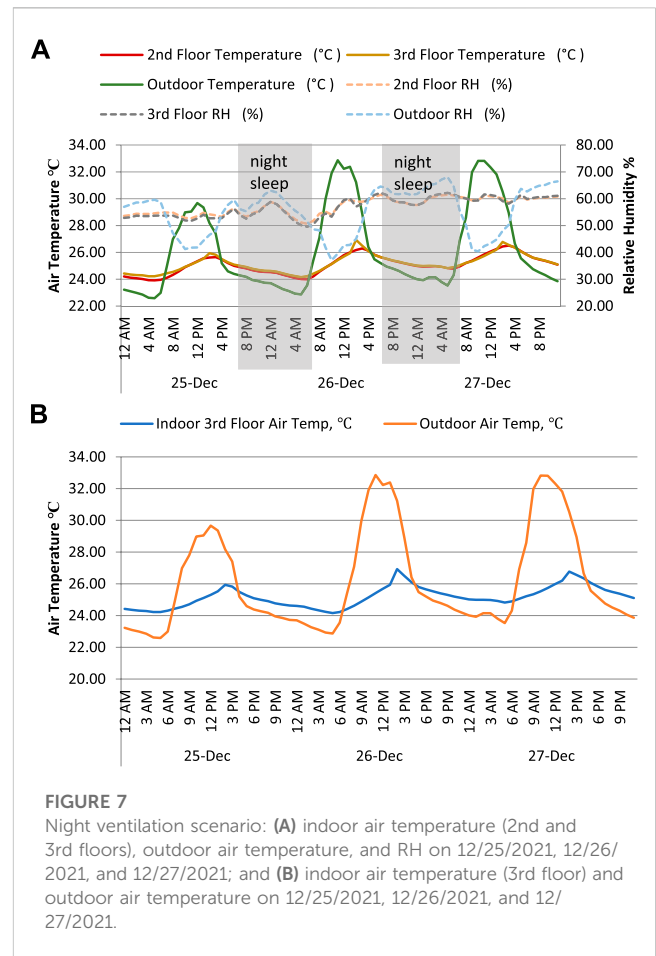 A
2nd Floor Temperature (°C )
3rd Floor Temperature (°C )
Outdoor Temperature (°C )
2nd Floor RH (%)
3rd Floor RH (%)
Outdoor RH (%)
34.00
32.00
30.00
28.00
26.00
24.00
22.00
Air Temperature °C
night
sleep
night
sleep
80.00
70.00
60.00
50.00
40.00
30.00
20.00
Relative Humidity %
12 AM
4 AM
8 AM
12 PM
4 PM
8 PM
12 AM
4 AM
8 AM
12 PM
4 PM
8 PM
12 AM
4 AM
8 AM
12 PM
4 PM
8 PM
25-Dec
26-Dec
27-Dec
B
Indoor 3rd Floor Air Temp, °C
Outdoor Air Temp, °C
34.00
32.00
30.00
28.00
26.00
24.00
22.00
20.00
Air Temperature °C
12 AM
3 AM
6 AM
9 AM
12 PM
3 PM
6 PM
9 PM
12 AM
3 AM
6 AM
9 AM
12 PM
3 PM
6 PM
9 PM
12 AM
3 AM
6 AM
9 AM
12 PM
3 PM
6 PM
9 PM
25-Dec
26-Dec
27-Dec
FIGURE 7
Night ventilation scenario: (A) indoor air temperature (2nd and
3rd floors), outdoor air temperature, and RH on 12/25/2021, 12/26/
2021, and 12/27/2021; and (B) indoor air temperature (3rd floor) and
outdoor air temperature on 12/25/2021, 12/26/2021, and 12/
27/2021.